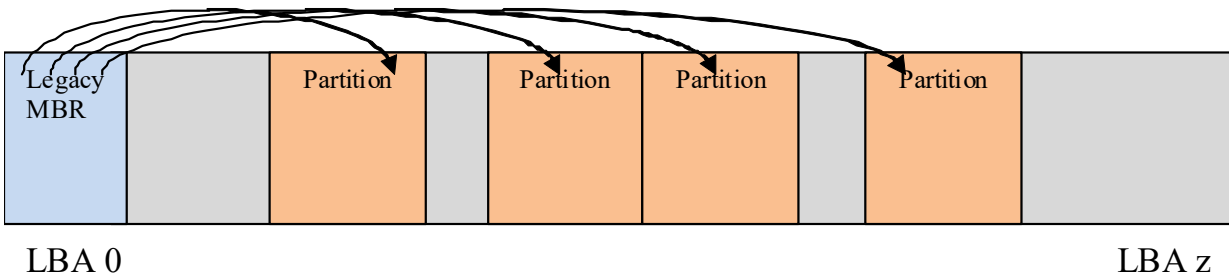 Legacy
MBR
Partition
Partition
Partition
Partition
LBA 0
LBA z